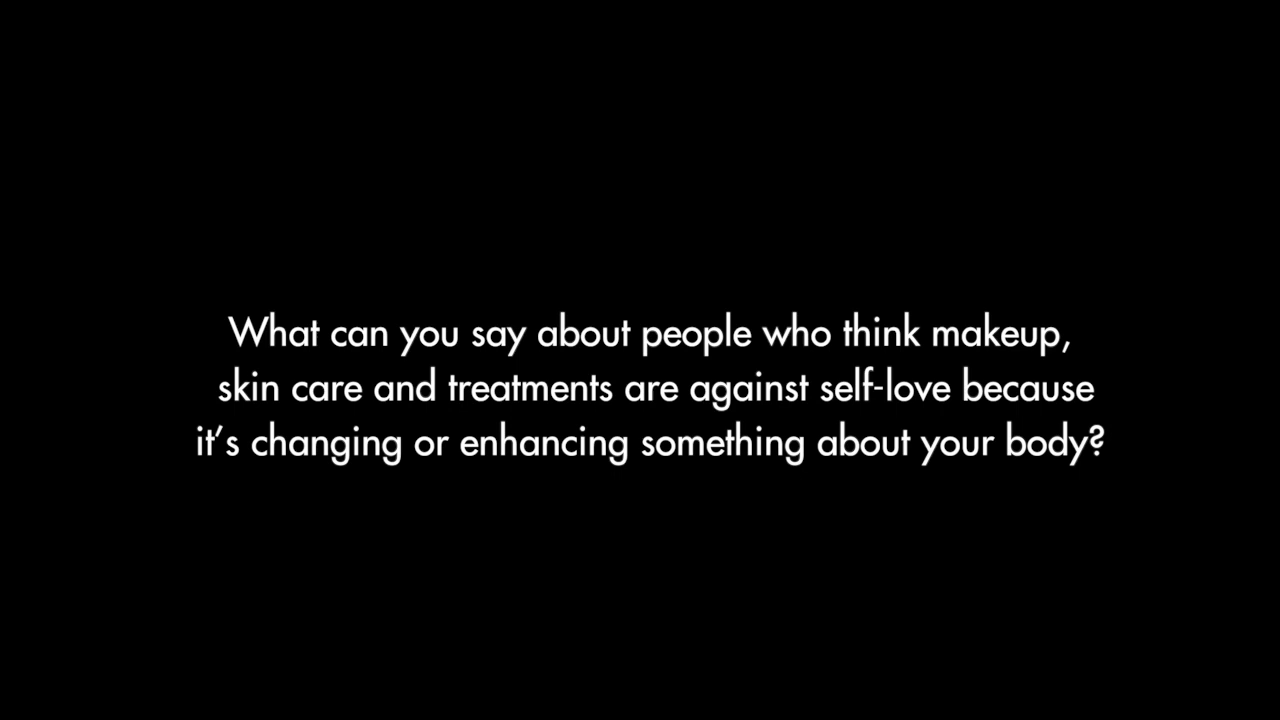 What can you say about people who think makeup,
skin care and treatments are against self-love because
it's changing or enhancing something about your body?